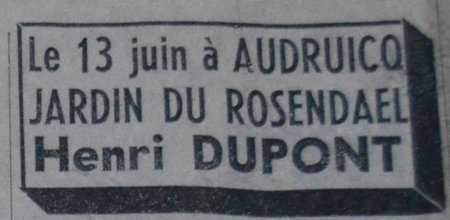 Le 13 juin à AUDRUICQ
JARDIN DU ROSENDAEL
Henri DUPONT